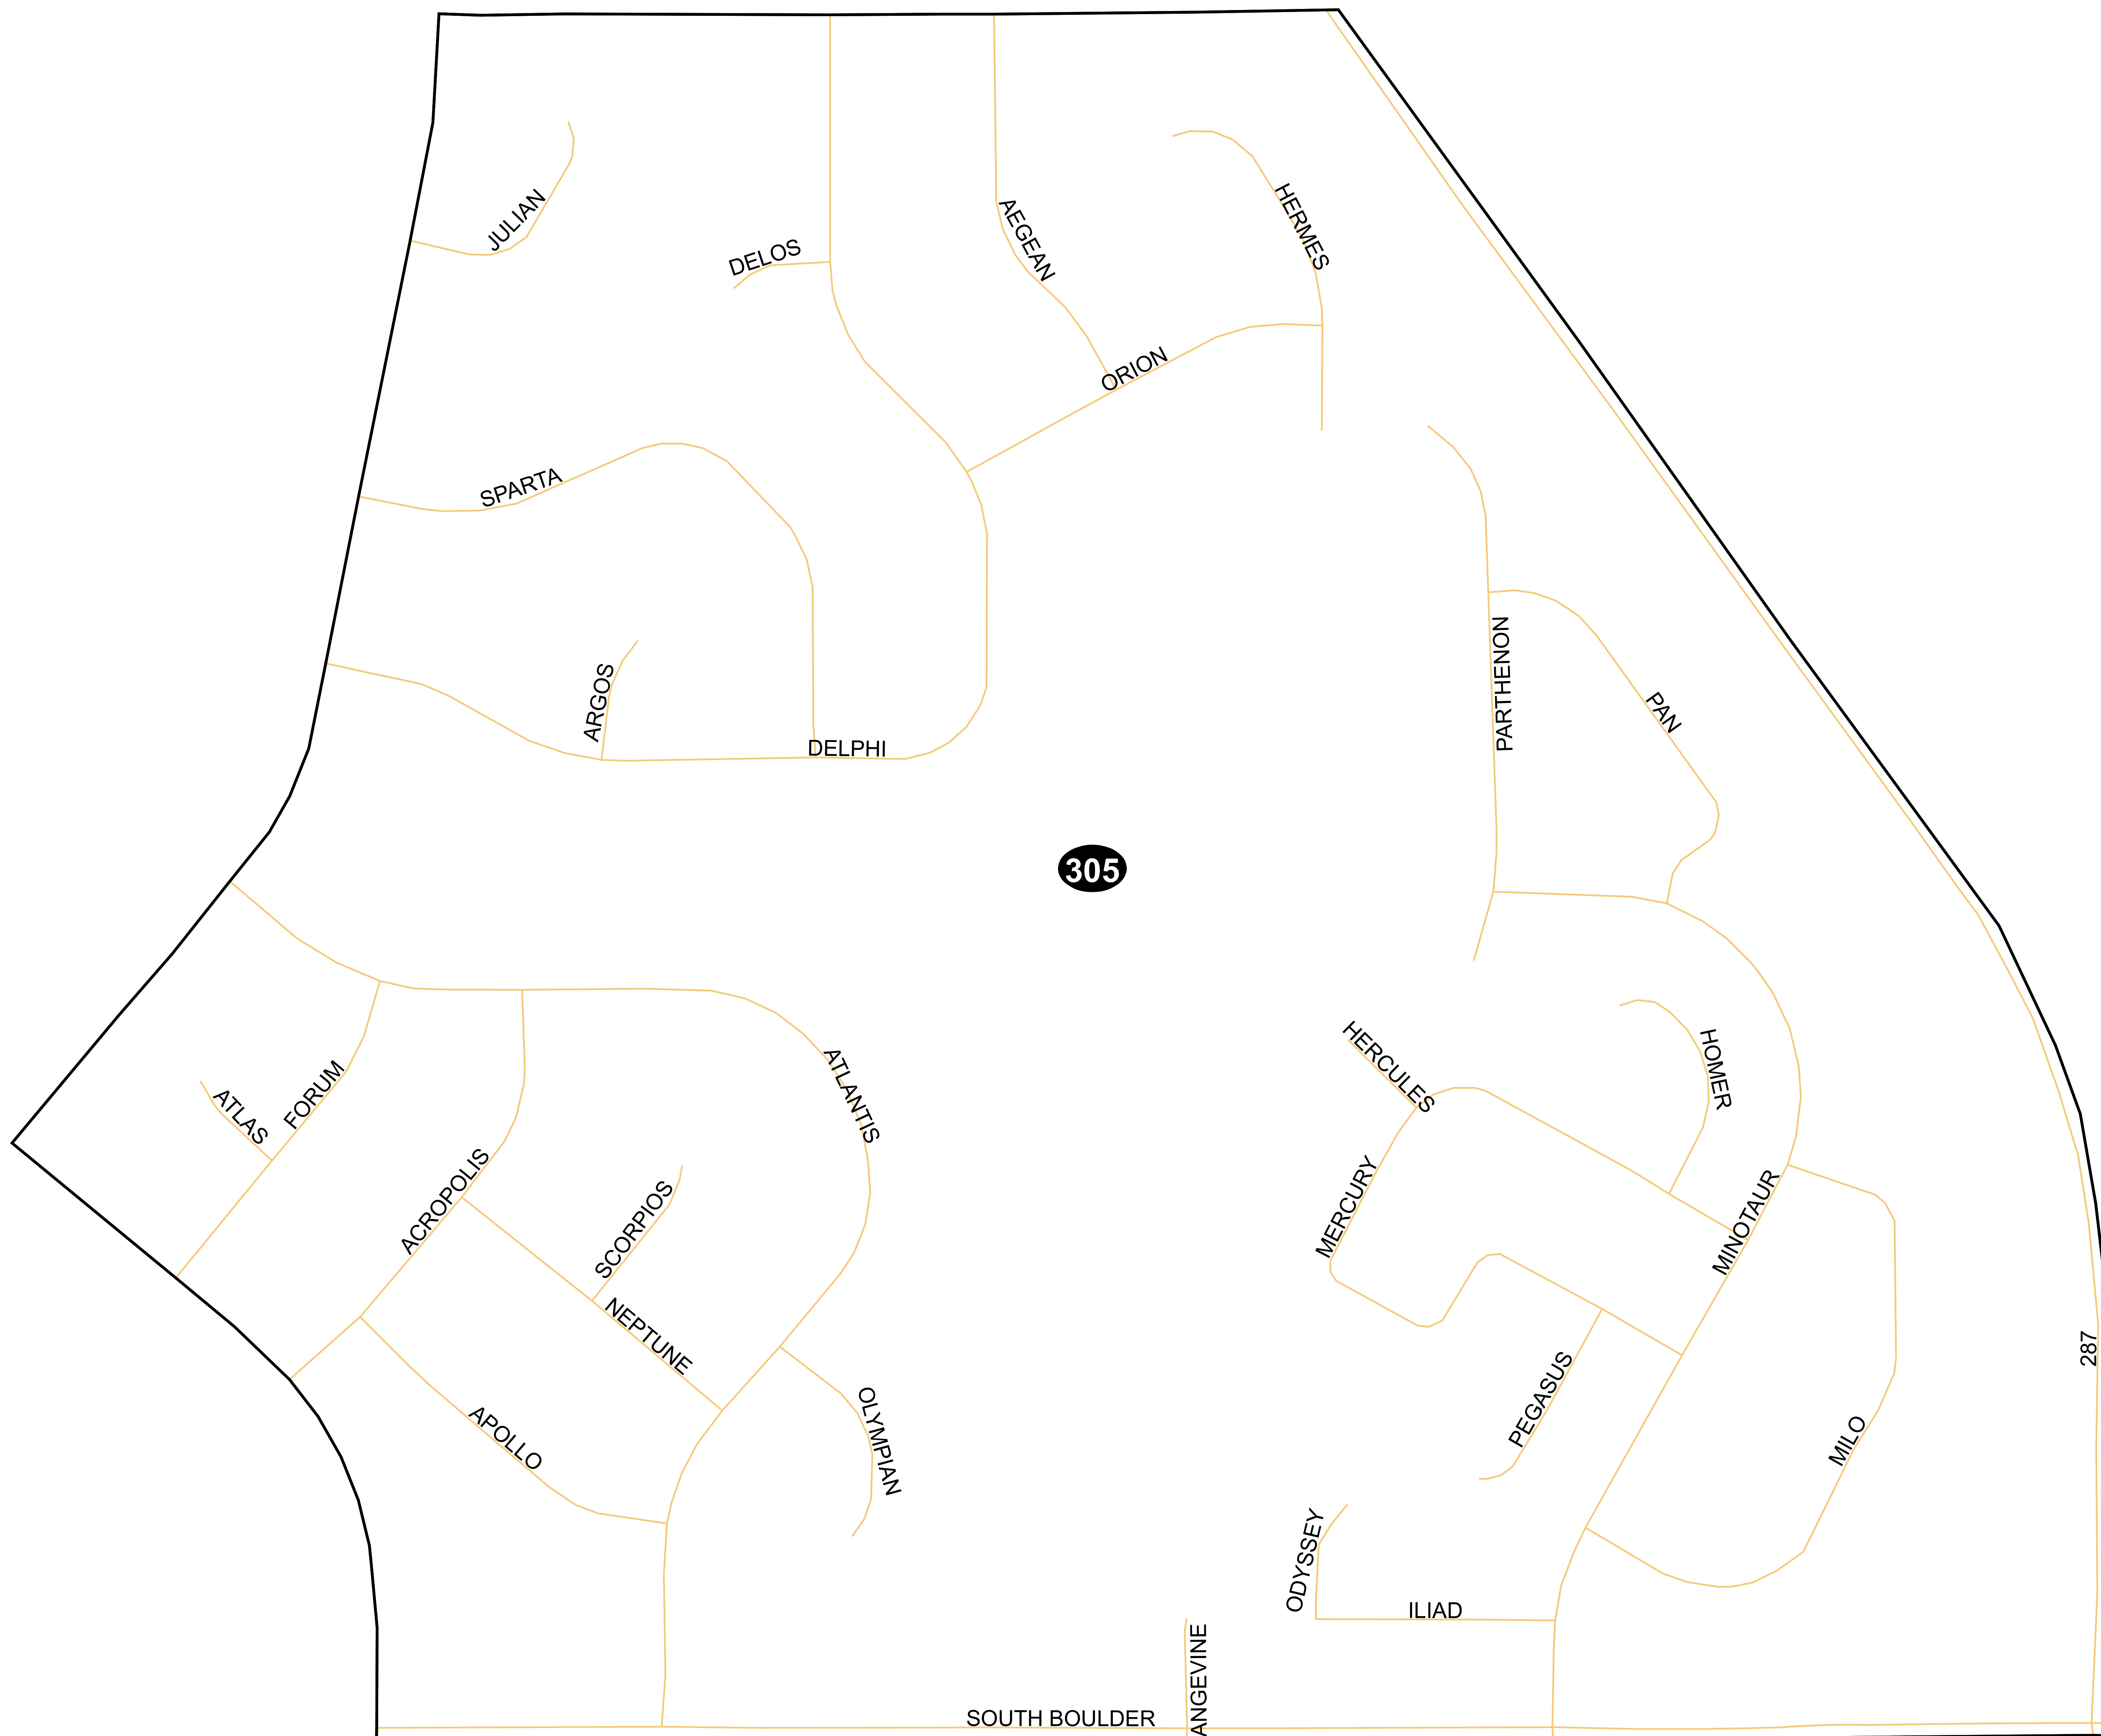 JULIAN
DELOS
AEGEAN
HERMES
ORION
SPARTA
ARGOS
DELPHI
PARTHENON
PAN
305
ATLAS
FORUM
ATLANTIS
HERCULES
HOMER
ACROPOLIS
SCORPIOS
MERCURY
MINOTAUR
NEPTUNE
287
APOLLO
OLYMPIAN
PEGASUS
MILO
ODYSSEY
ILIAD
ANGEVINE
SOUTH BOULDER